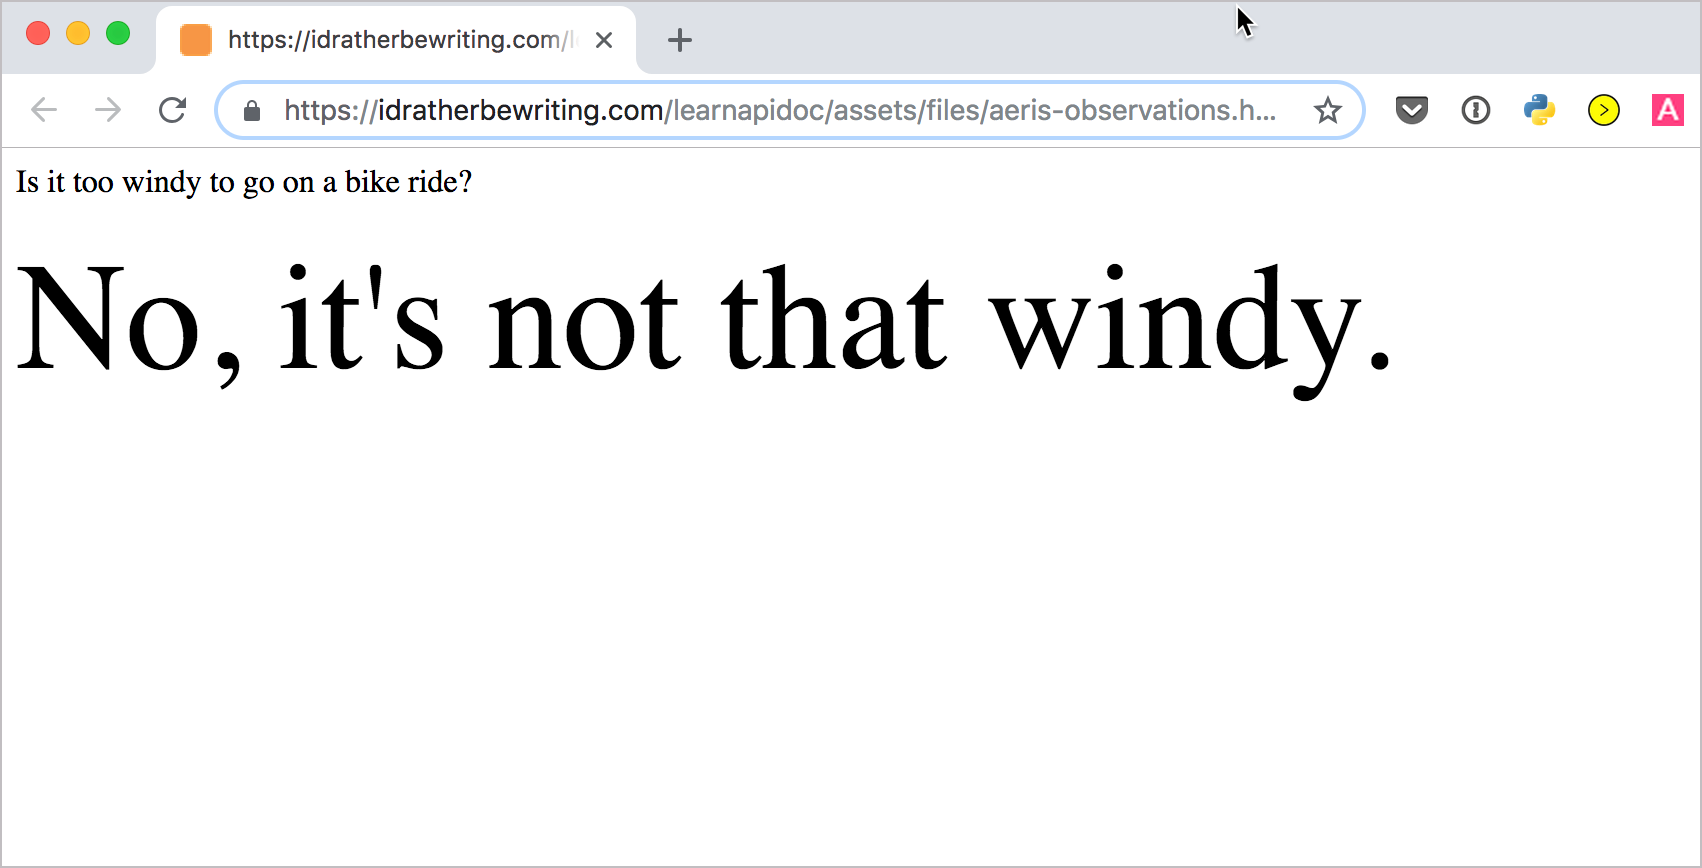 https://idratherbewriting.com/l
https://idratherbewriting.com/learnapidoc/assets/files/aeris-observations.h...
A
Is it too windy to go on a bike ride?
No, it's not that windy.